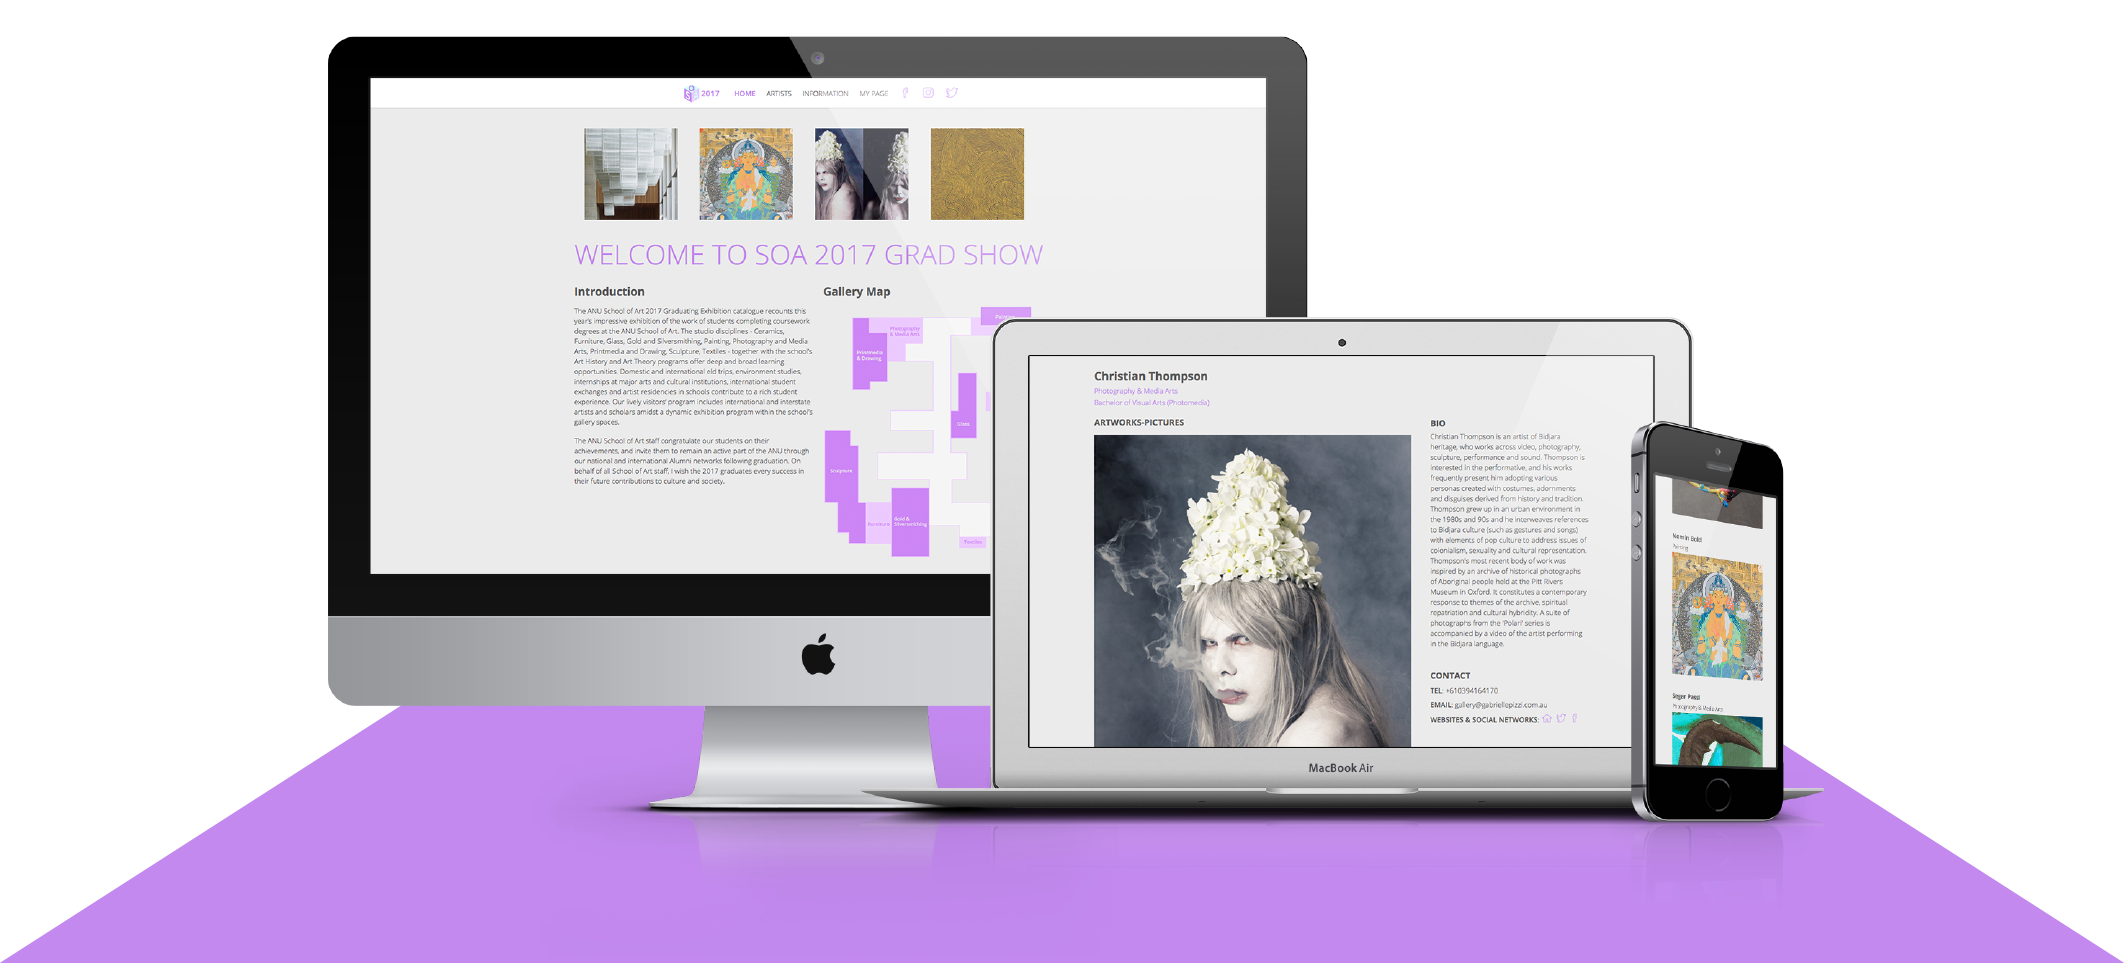 2017 HOME ARTISTS INFORMATION MY PAGE
WELCOME TO SOA 2017 GRAD SHOW
Introduction
The ANU School of Art 2017 Graduating Exhibition catalogue recounts this
year's impressive exhibition of the work of students completing coursework
degrees at the ANU School of Art. The studio disciplines - Ceramics,
Furniture, Glass, Gold and Silversmithing, Painting, Photography and Media
Arts, Printmedia and Drawing, Sculpture, Textiles - together with the school's
Art History and Art Theory programs offer deep and broad learning
opportunities. Domestic and international eld trips, environment studies,
internships at major arts and cultural institutions, international student
exchanges and artist residencies in schools contribute to a rich student
experience. Our lively visitors' program includes international and interstate
artists and scholars amidst a dynamic exhibition program within the school's
gallery spaces.
The ANU School of Art staff congratulate our students on their
achievements, and invite them to remain an active part of the ANU through
our national and international Alumni networks following graduation. On
behalf of all School of Art staff, I wish the 2017 graduates every success in
their future contributions to culture and society.
Gallery Map
Photography
& Media Arts
Printmedia
& Drawing
Glass
Sculpture
Furniture
Gold &
Silversmithing
Textiles
Christian Thompson
Photography & Media Arts
Bachelor of Visual Arts (Photomedia)
ARTWORKS-PICTURES
BIO
Christian Thompson is an artist of Bidjara
heritage, who works across video, photography,
sculpture, performance and sound. Thompson is
interested in the performative, and his works
frequently present him adopting various
personas created with costumes, adornments
and disguises derived from history and tradition.
Thompson grew up in an urban environment in
the 1980s and 90s and he interweaves references
to Bidjara culture (such as gestures and songs)
with elements of pop culture to address issues of
colonialism, sexuality and cultural representation.
Thompson's most recent body of work was
inspired by an archive of historical photographs
of Aboriginal people held at the Pitt Rivers
Museum in Oxford. It constitutes a contemporary
response to themes of the archive, spiritual
repatriation and cultural hybridity. A suite of
photographs from the 'Polari' series is
accompanied by a video of the artist performing
in the Bidjara language.
CONTACT
TEL: +610394164170
EMAIL: gallery@gabriellepizzi.com.au
WEBSITES & SOCIAL NETWORKS:
MacBook Air
Nomin Bold
Painting
Segar Passi
Photography & Media Arts